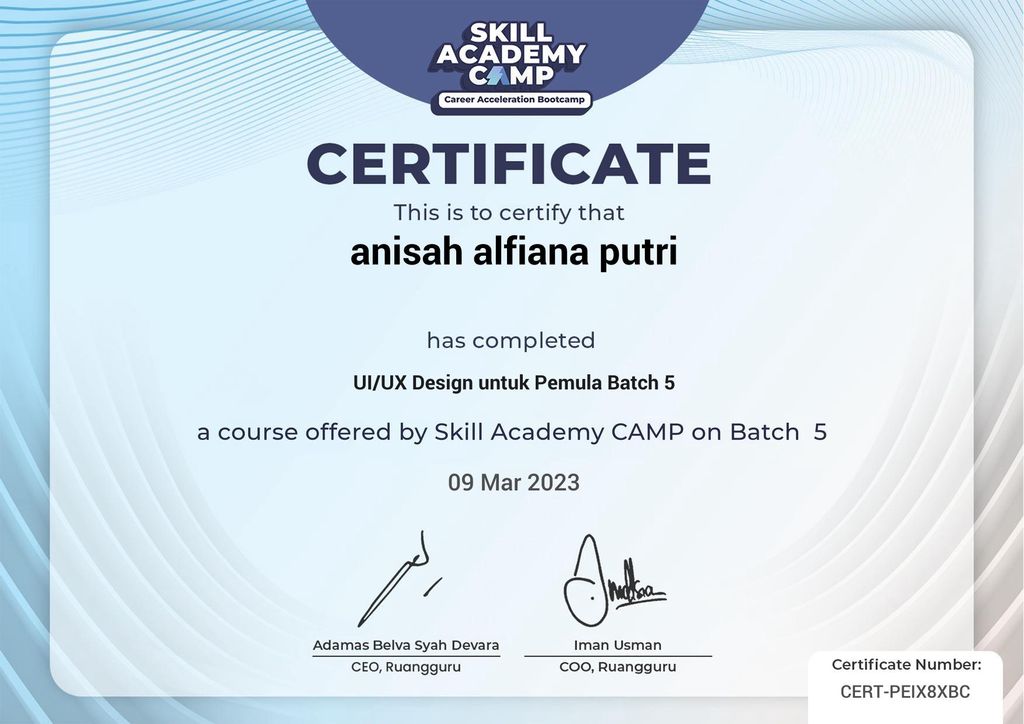 SKILL
ACADEMY
CAMP
Career Acceleration Bootcamp
CERTIFICATE
This is to certify that
anisah alfiana putri
has completed
UI/UX Design untuk Pemula Batch 5
a course offered by Skill Academy CAMP on Batch 5
09 Mar 2023
Adamas Belva Syah Devara
CEO, Ruangguru
Iman Usman
COO, Ruangguru
Certificate Number:
CERT-PEIX8XBC